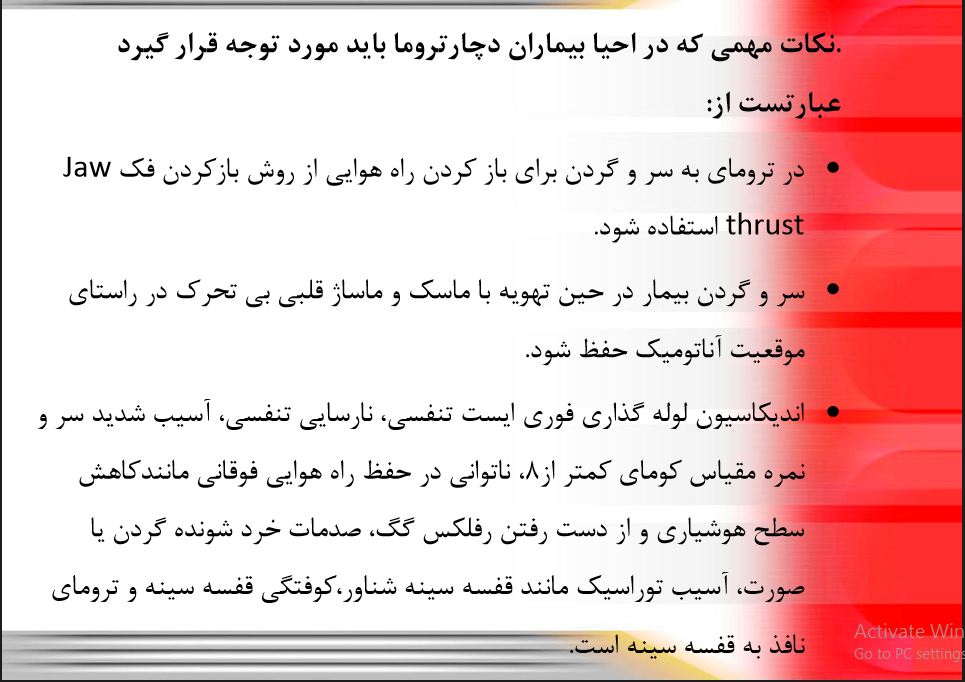 .نکات مهمی که در احیا بیماران دچارتروما باید مورد توجه قرار گیرد
عبارتست از:
• در ترومای به سر و گردن برای باز کردن راه هوایی از روش بازکردن فک Jaw
thrust استفاده شود.
• سر و گردن بیمار در حین تهویه با ماسک و ماساژ قلبی بی تحرک در راستای
موقعیت آناتومیک حفظ شود.
• اندیکاسیون لوله گذاری فوری ایست تنفسی، نارسایی تنفسی، آسیب شدید سر و
نمره مقیاس کومای کمتر از۸، ناتوانی در حفظ راه هوایی فوقانی مانندکاهش
سطح هوشیاری و از دست رفتن رفلکس گگ، صدمات خرد شونده گردن یا
صورت، آسیب توراسیک مانند قفسه سینه شناور،کوفتگی قفسه سینه و ترومای
نافذ به قفسه سینه است.
Activate Win
Go to PC settings